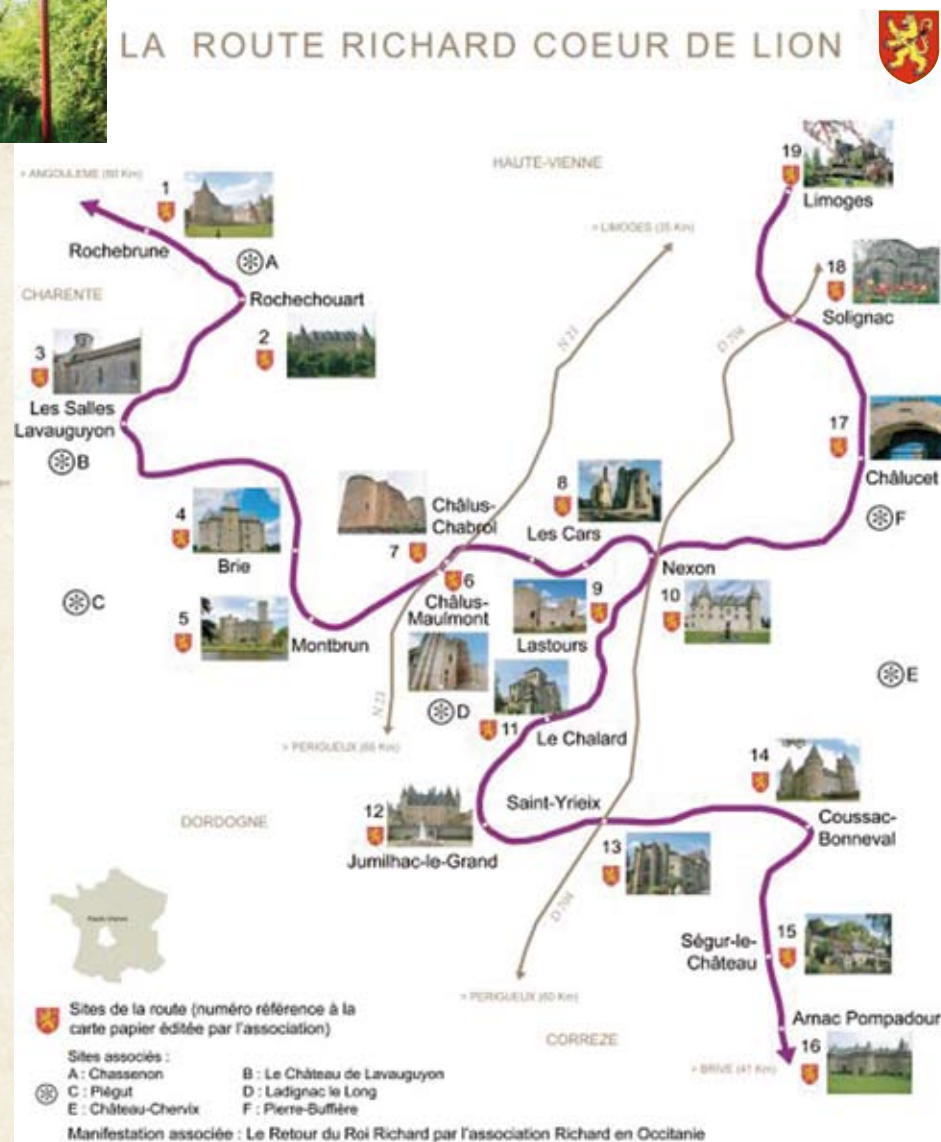 LA ROUTE RICHARD COEUR DE LION
HAUTE-VIENNE
19
Limoges
> ANGOULEME (60 Km)
1
Rochebrune
A
> LIMOGES (35 Km)
18
Solignac
CHARENTE
Rochechouart
2
3
Les Salles
Lavauguyon
B
N 21
D 704
17
Châlucet
F
4
Brie
Châlus-
Chabrol
7
8
Les Cars
6
Châlus-
Maulmont
9
Lastours
Nexon
10
C
5
Montbrun
N 21
D
E
11
Le Chalard
> PERIGUEUX (65 Km)
14
Coussac-
Bonneval
12
Jumilhac-le-Grand
Saint-Yrieix
13
DORDOGNE
D 704
15
Ségur-le-
Château
> PERIGUEUX (60 Km)
CORREZE
Arnac Pompadour
16
> BRIVE (41 Km)
Haute-Vienne
Sites de la route (numéro référence à la
carte papier éditée par l'association)
Sites associés :
A : Chassenon B : Le Château de Lavauguyon
C : Piégut D : Ladignac le Long
E : Château-Chervix F : Pierre-Buffière
Manifestation associée : Le Retour du Roi Richard par l'association Richard en Occitanie